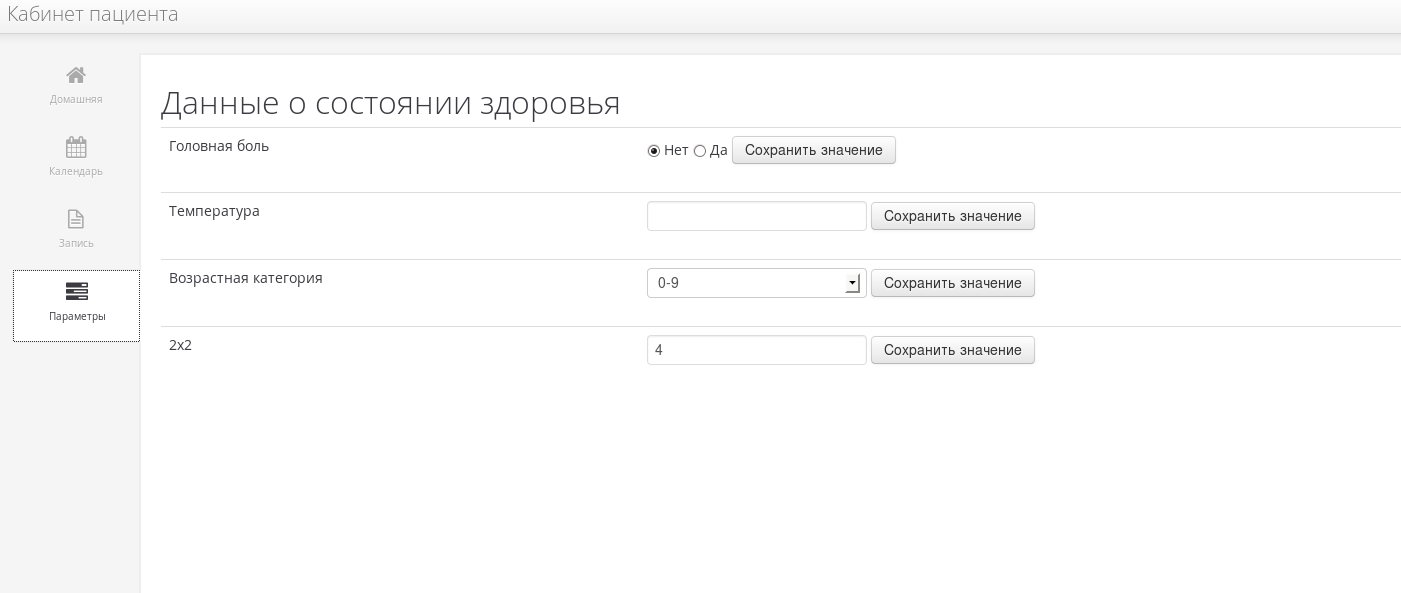 Кабинет пациента
Домашняя
Календарь
Запись
Параметры
Данные о состоянии здоровья
Головная боль Нет Да Сохранить значение
Температура Сохранить значение
Возрастная категория 0-9 Сохранить значение
2x2 4 Сохранить значение